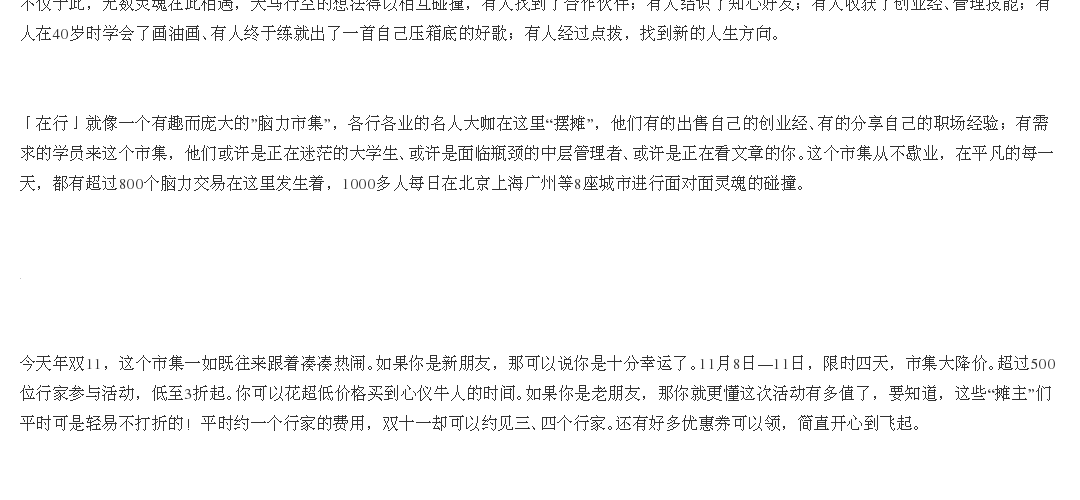 不仅于此，无数灵魂在此相遇，天马行空的想法得以相互碰撞，有人找到了合作伙伴；有人结识了知心好友；有人收获了创业经、管理技能；有
人在40岁时学会了画油画、有人终于练就出了一首自己压箱底的好歌；有人经过点拨，找到新的人生方向。
「在行」就像一个有趣而庞大的”脑力市集”，各行各业的名人大咖在这里“摆摊”，他们有的出售自己的创业经、有的分享自己的职场经验；有需
求的学员来这个市集，他们或许是正在迷茫的大学生、或许是面临瓶颈的中层管理者、或许是正在看文章的你。这个市集从不歇业，在平凡的每一
天，都有超过800个脑力交易在这里发生着，1000多人每日在北京上海广州等8座城市进行面对面灵魂的碰撞。
今天年双11，这个市集一如既往来跟着凑凑热闹。如果你是新朋友，那可以说你是十分幸运了。11月8日—11日，限时四天，市集大降价。超过500
位行家参与活动，低至3折起。你可以花超低价格买到心仪牛人的时间。如果你是老朋友，那你就更懂这次活动有多值了，要知道，这些“摊主”们
平时可是轻易不打折的！平时约一个行家的费用，双十一却可以约见三、四个行家。还有好多优惠券可以领，简直开心到飞起。